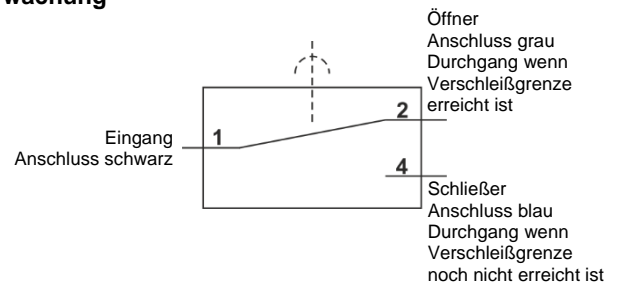 wachung
Öffner
Anschluss grau
Durchgang wenn
Verschleißgrenze
erreicht ist
2
Eingang
Anschluss schwarz
1
4
Schließer
Anschluss blau
Durchgang wenn
Verschleißgrenze
noch nicht erreicht ist